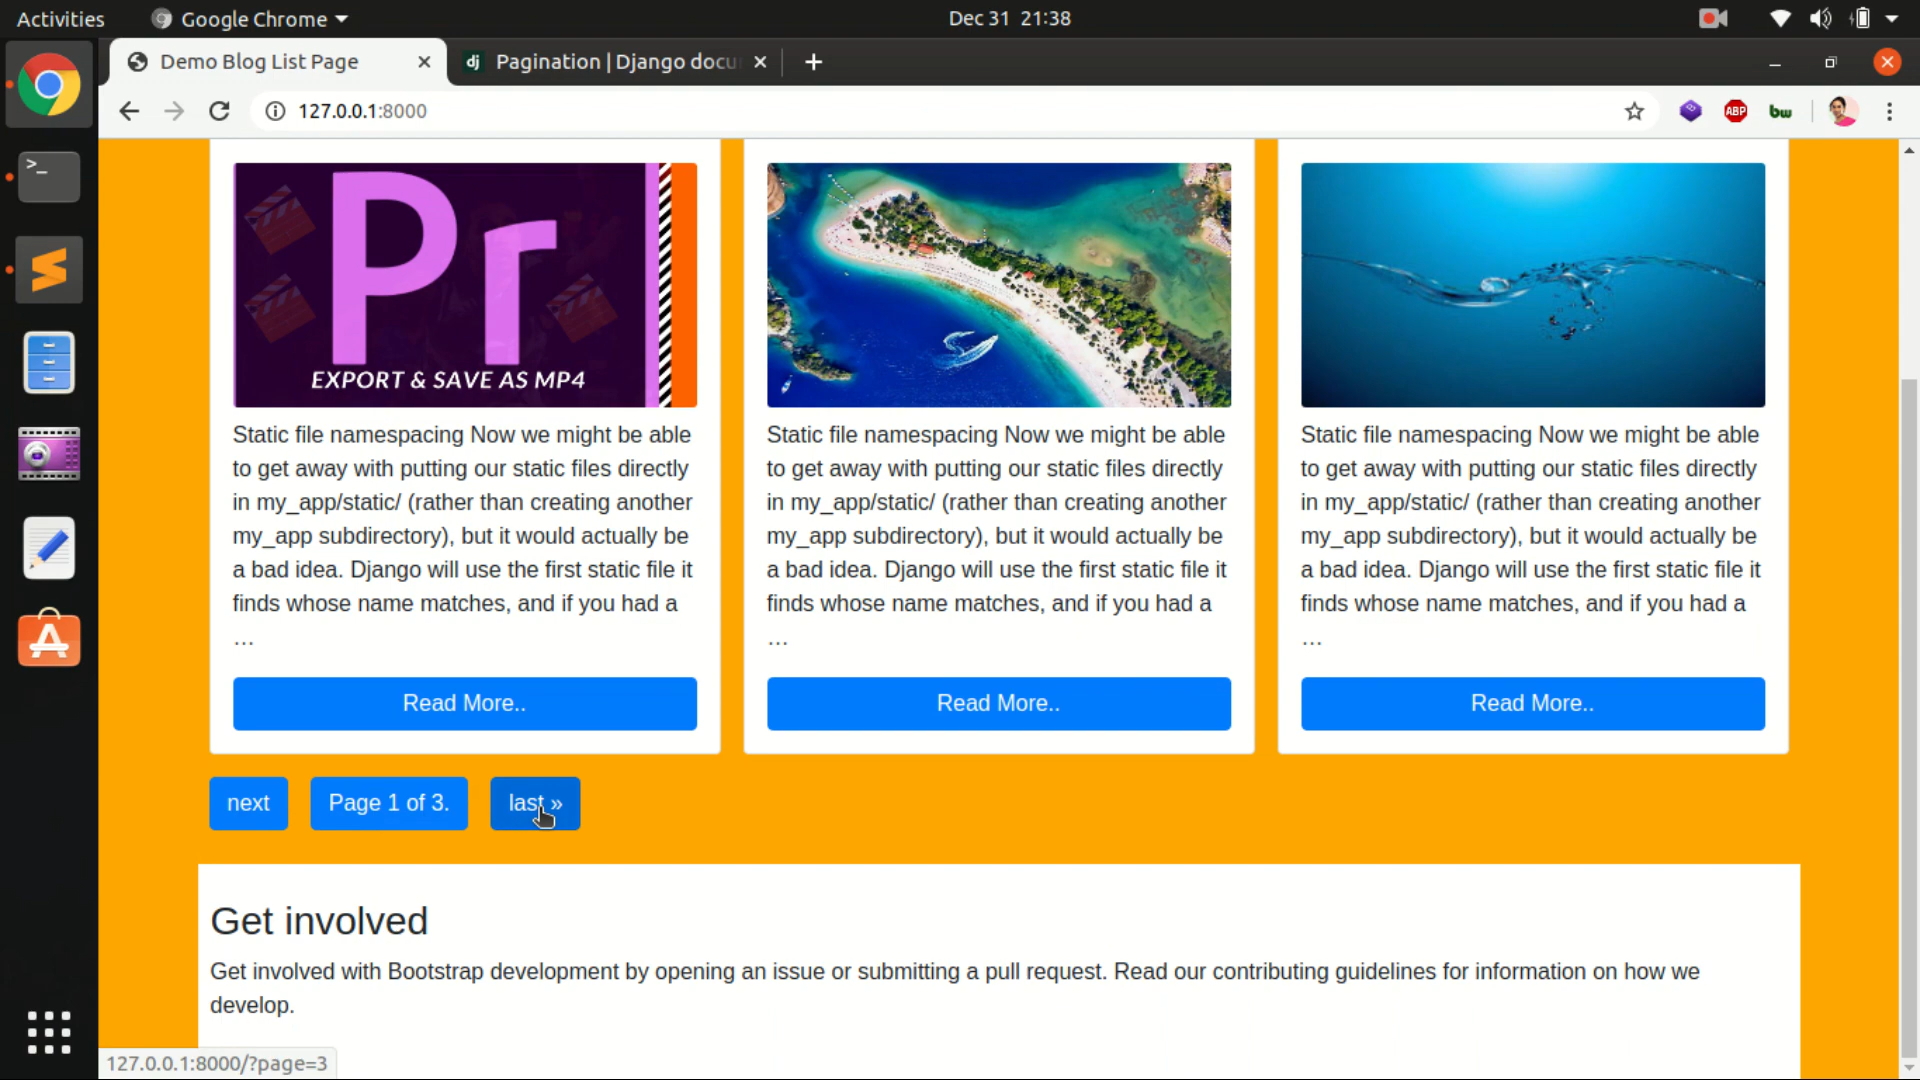 Activities
Google Chrome
Dec 31 21:38
Demo Blog List Page
dj Pagination | Django docu
127.0.0.1:8000
ABP
bw
Pr
EXPORT & SAVE AS MP4
Static file namespacing Now we might be able
to get away with putting our static files directly
in my_app/static/ (rather than creating another
my_app subdirectory), but it would actually be
a bad idea. Django will use the first static file it
finds whose name matches, and if you had a
…
Read More..
Static file namespacing Now we might be able
to get away with putting our static files directly
in my_app/static/ (rather than creating another
my_app subdirectory), but it would actually be
a bad idea. Django will use the first static file it
finds whose name matches, and if you had a
…
Read More..
Static file namespacing Now we might be able
to get away with putting our static files directly
in my_app/static/ (rather than creating another
my_app subdirectory), but it would actually be
a bad idea. Django will use the first static file it
finds whose name matches, and if you had a
…
Read More..
next
Page 1 of 3.
last »
Get involved
Get involved with Bootstrap development by opening an issue or submitting a pull request. Read our contributing guidelines for information on how we
develop.
127.0.0.1:8000/?page=3